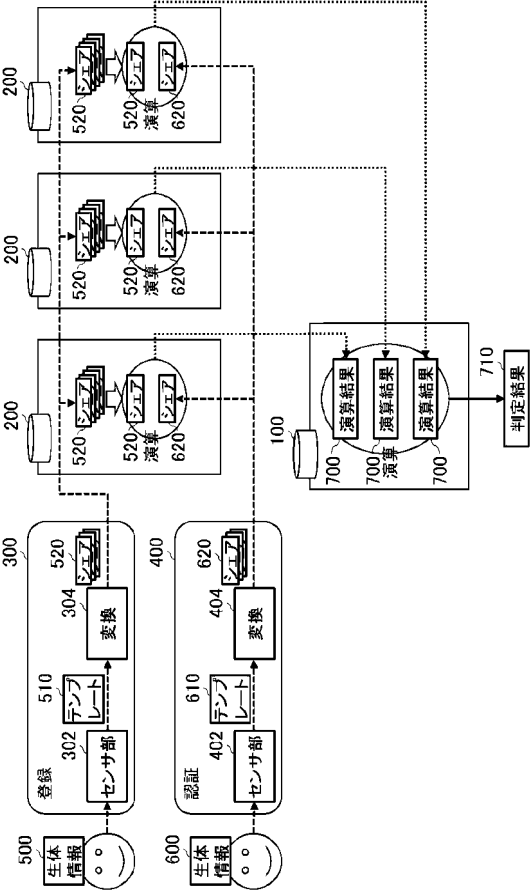 500
生体
情報
300
登録
302
センサ部
510
テンプ
レート
304
変換
520
シェア
600
生体
情報
400
認証
402
センサ部
610
テンプ
レート
404
変換
620
シェア
200
シェア
520
シェア
520
演算
シェア
620
200
シェア
520
シェア
520
演算
シェア
620
200
シェア
520
シェア
520
演算
シェア
620
100
演算結果
700
演算結果
700
演算
演算結果
700
710
判定結果